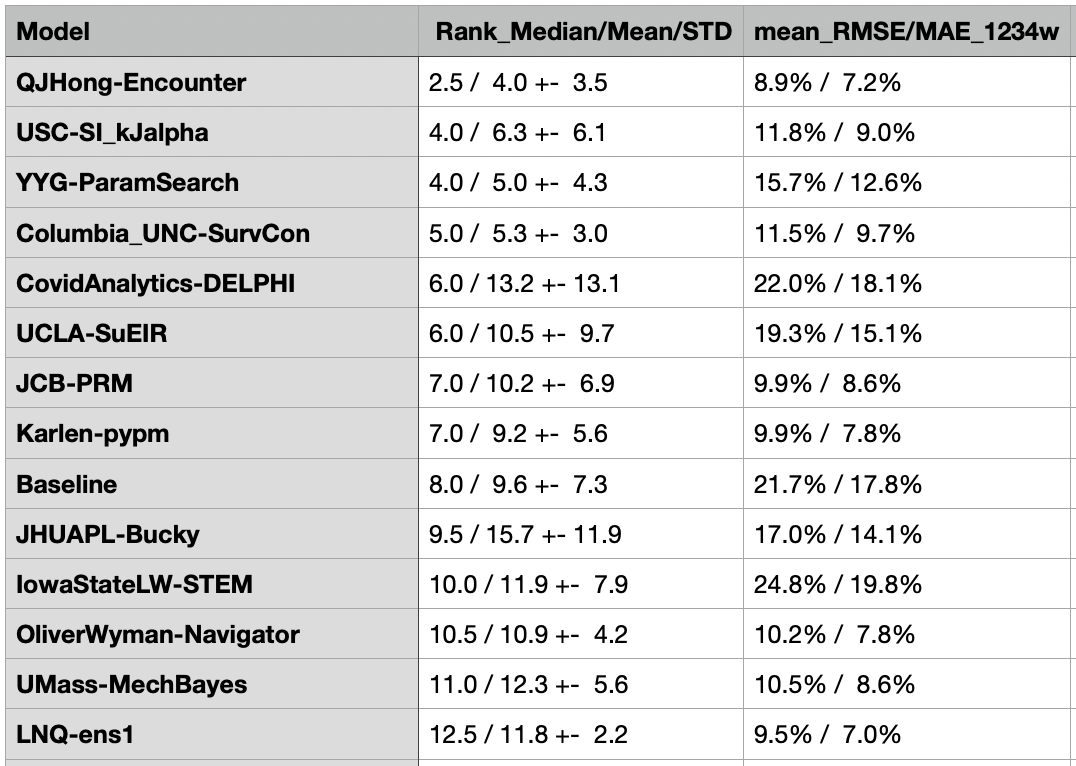 Model Rank_Median/Mean/STD mean_RMSE/MAE_1234w
QJHong-Encounter 2.5 / 4.0 +- 3.5 8.9% / 7.2%
USC-SI_kJalpha 4.0 / 6.3 +- 6.1 11.8% / 9.0%
YYG-ParamSearch 4.0 / 5.0 +- 4.3 15.7% / 12.6%
Columbia_UNC-SurvCon 5.0 / 5.3 +- 3.0 11.5% / 9.7%
CovidAnalytics-DELPHI 6.0 / 13.2 +- 13.1 22.0% / 18.1%
UCLA-SuEIR 6.0 / 10.5 +- 9.7 19.3% / 15.1%
JCB-PRM 7.0 / 10.2 +- 6.9 9.9% / 8.6%
Karlen-pypm 7.0 / 9.2 +- 5.6 9.9% / 7.8%
Baseline 8.0 / 9.6 +- 7.3 21.7% / 17.8%
JHUAPL-Bucky 9.5 / 15.7 +- 11.9 17.0% / 14.1%
IowaStateLW-STEM 10.0 / 11.9 +- 7.9 24.8% / 19.8%
OliverWyman-Navigator 10.5 / 10.9 +- 4.2 10.2% / 7.8%
UMass-MechBayes 11.0 / 12.3 +- 5.6 10.5% / 8.6%
LNQ-ens1 12.5 / 11.8 +- 2.2 9.5% / 7.0%